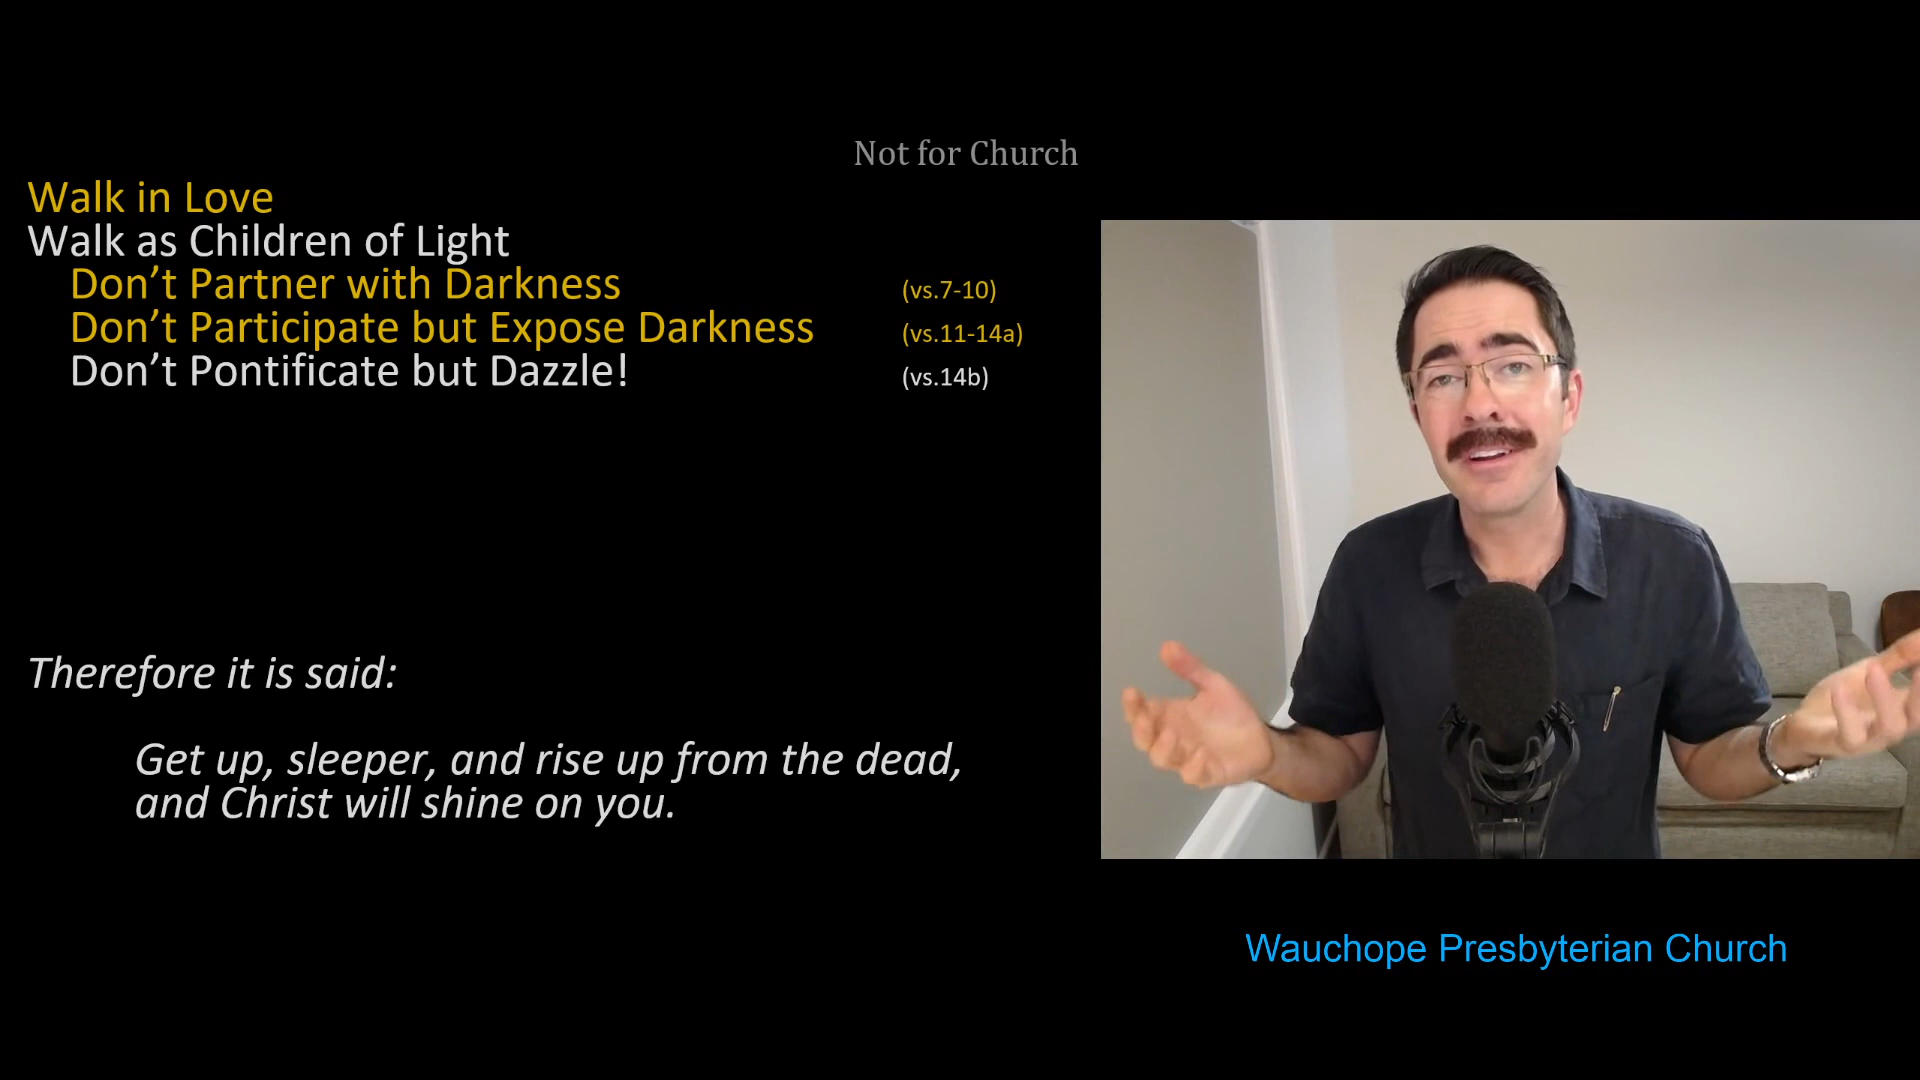 Not for Church
Walk in Love
Walk as Children of Light
Don’t Partner with Darkness (vs.7-10)
Don’t Participate but Expose Darkness (vs.11-14a)
Don’t Pontificate but Dazzle! (vs.14b)
Therefore it is said:
Get up, sleeper, and rise up from the dead,
and Christ will shine on you.
Wauchope Presbyterian Church